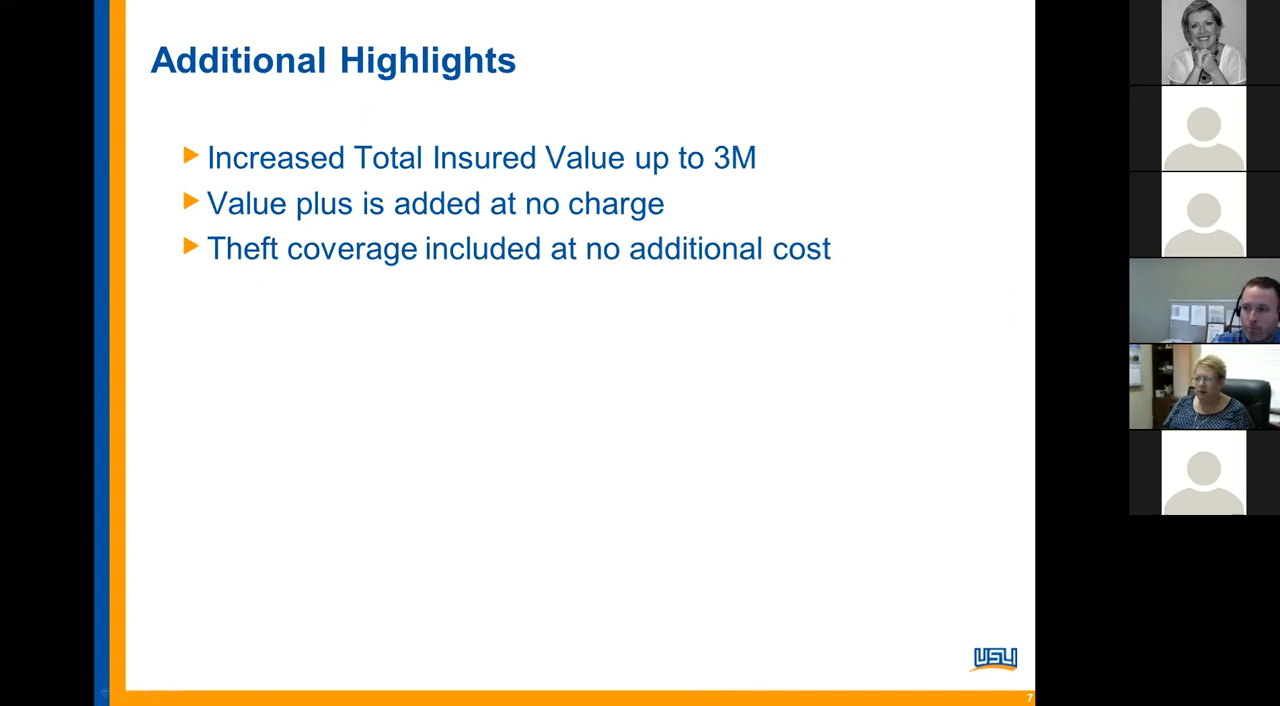 Additional Highlights
Increased Total Insured Value up to 3M
Value plus is added at no charge
Theft coverage included at no additional cost
USLI
7